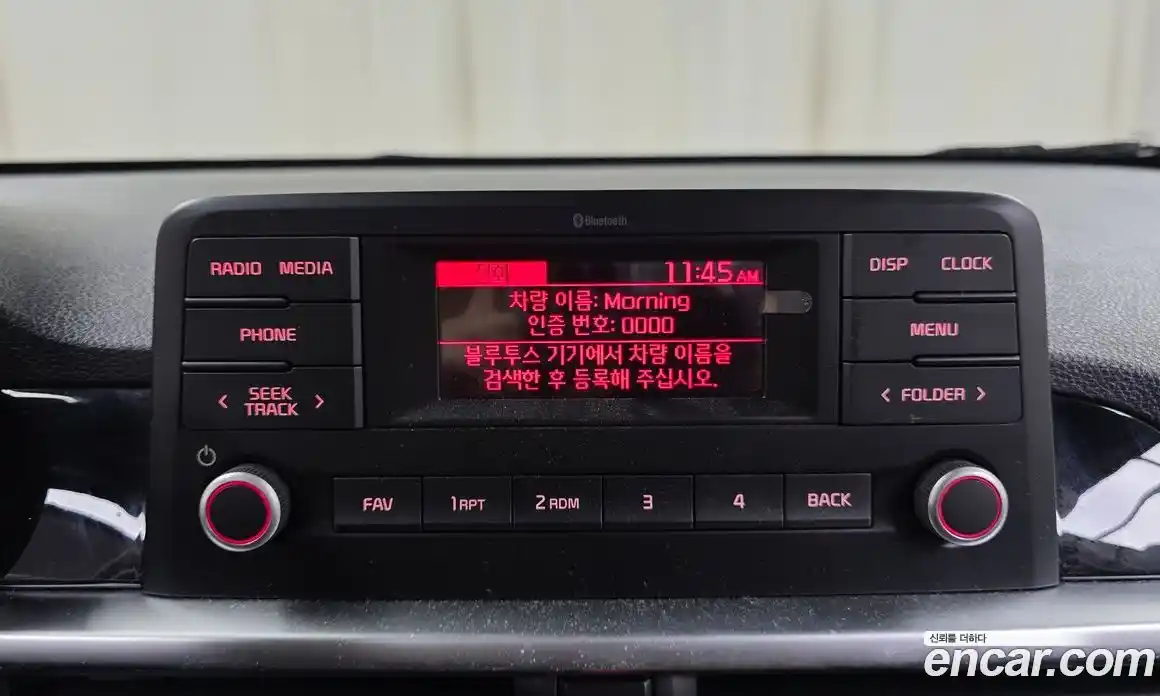 Bluetooth
RADIO MEDIA
전화 11:45 AM
DISP CLOCK
차량 이름: Morning
인증 번호: 0000
PHONE
MENU
블루투스 기기에서 차량 이름을
검색한 후 등록해 주십시오.
< SEEK TRACK >
< FOLDER >
FAV 1 RPT 2 RDM 3 4 BACK
신뢰를 더하다
encar.com